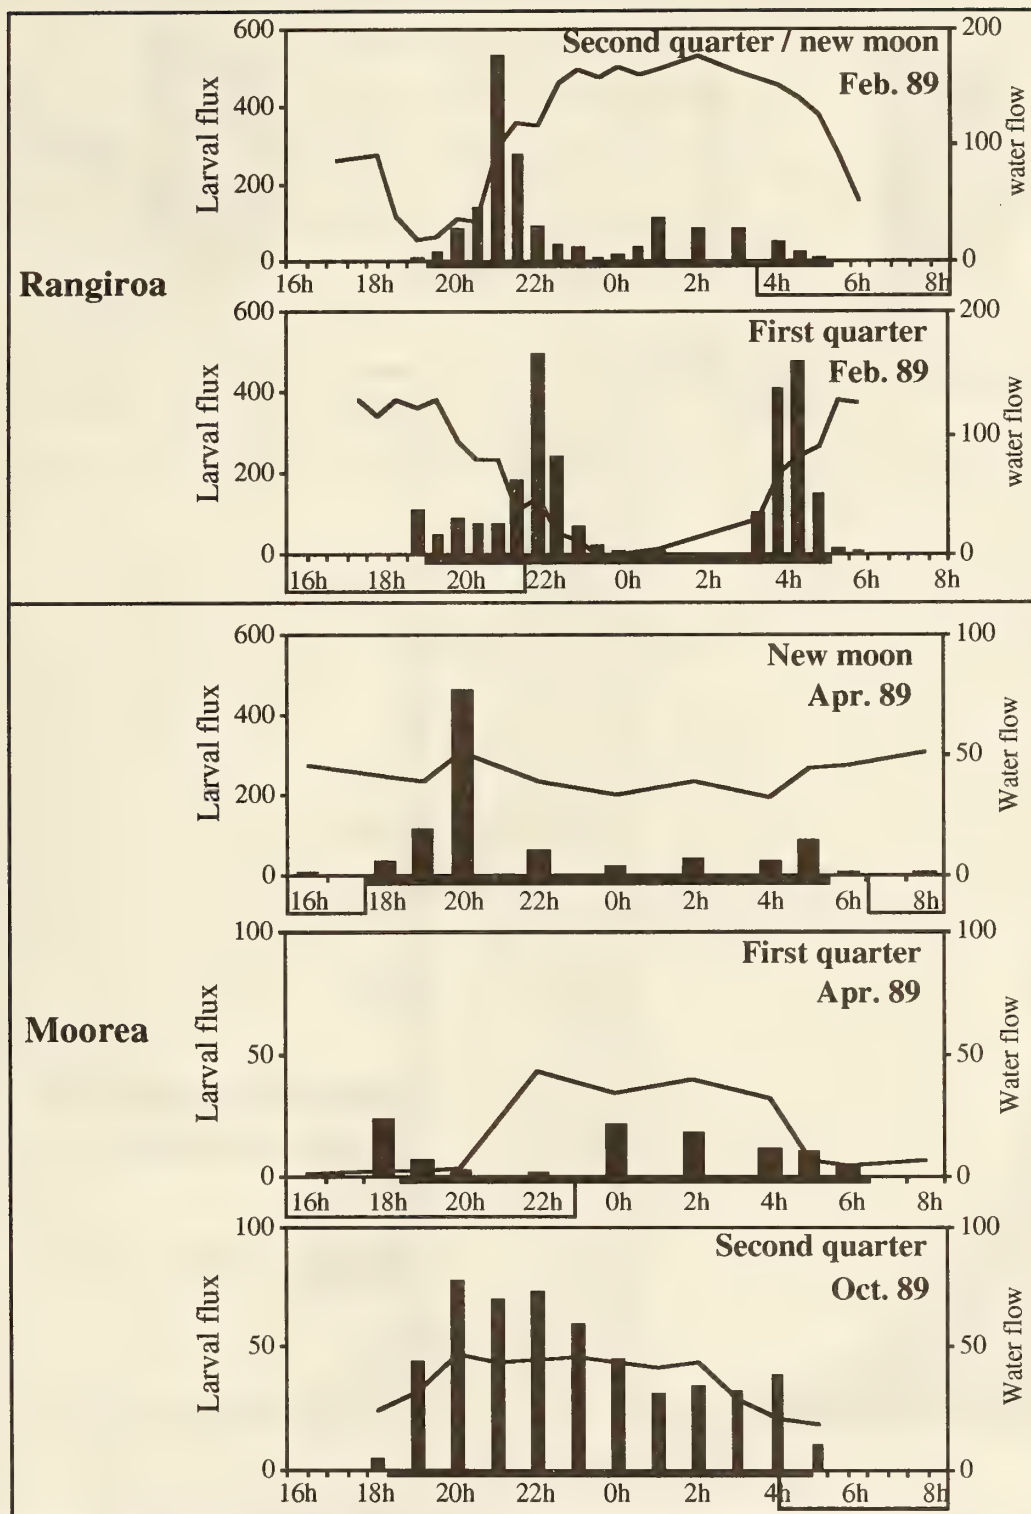 Rangiroa
Second quarter / new moon
Feb. 89
Larval flux
water flow
600
400
200
0
200
100
0
16h 18h 20h 22h 0h 2h 4h 6h 8h
First quarter
Feb. 89
Larval flux
water flow
600
400
200
0
200
100
0
16h 18h 20h 22h 0h 2h 4h 6h 8h
Moorea
New moon
Apr. 89
Larval flux
Water flow
600
400
200
0
100
50
0
16h 18h 20h 22h 0h 2h 4h 6h 8h
First quarter
Apr. 89
Larval flux
Water flow
100
50
0
100
50
0
16h 18h 20h 22h 0h 2h 4h 6h 8h
Second quarter
Oct. 89
Larval flux
Water flow
100
50
0
100
50
0
16h 18h 20h 22h 0h 2h 4h 6h 8h